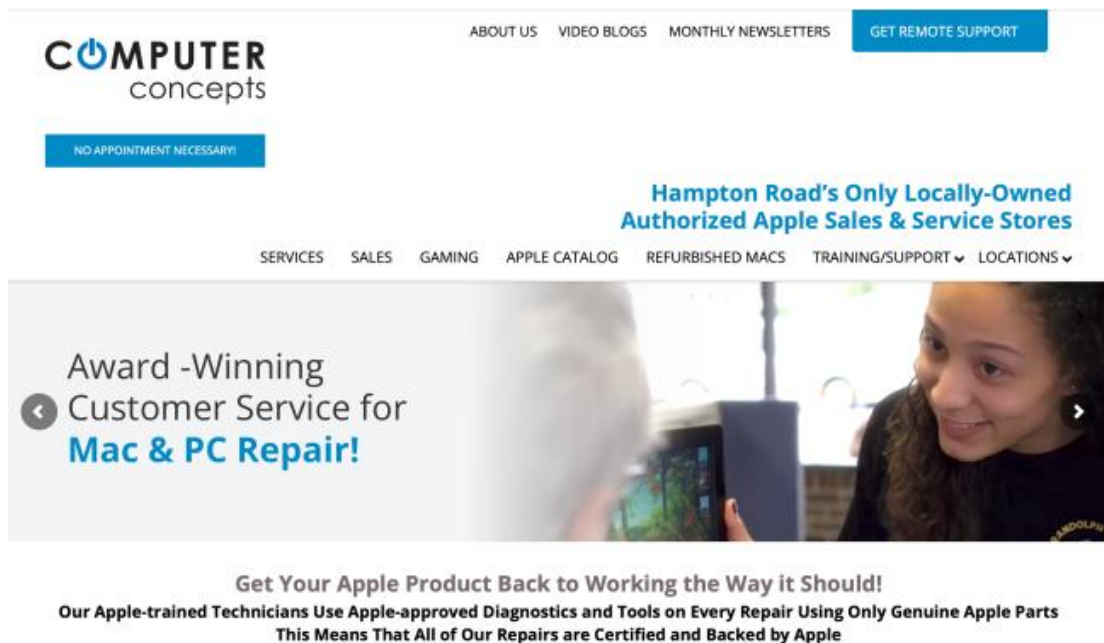 ABOUT US VIDEO BLOGS MONTHLY NEWSLETTERS GET REMOTE SUPPORT
COMPUTER
concepts
NO APPOINTMENT NECESSARY!
Hampton Road's Only Locally-Owned
Authorized Apple Sales & Service Stores
SERVICES SALES GAMING APPLE CATALOG REFURBISHED MACS TRAINING/SUPPORT LOCATIONS
Award -Winning
Customer Service for
Mac & PC Repair!
RANDOLPH
Get Your Apple Product Back to Working the Way it Should!
Our Apple-trained Technicians Use Apple-approved Diagnostics and Tools on Every Repair Using Only Genuine Apple Parts
This Means That All of Our Repairs are Certified and Backed by Apple